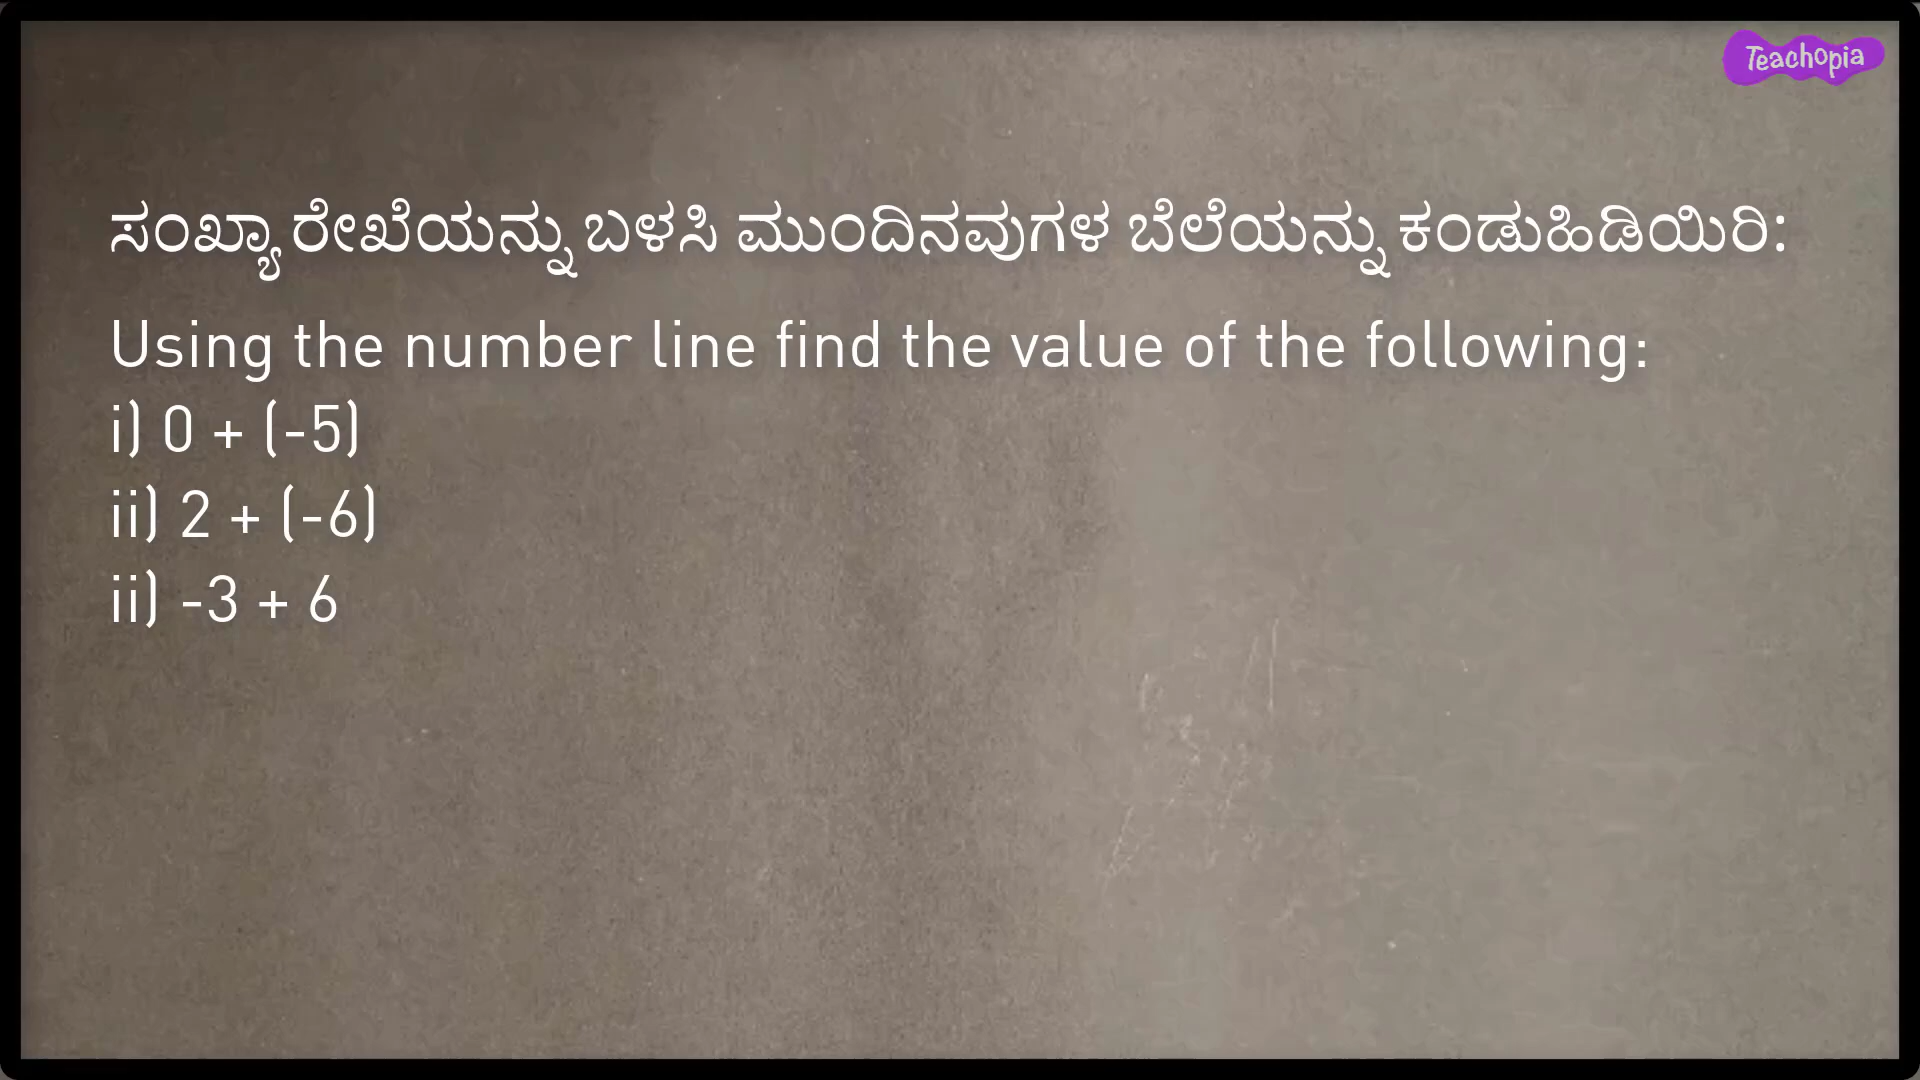 Teachopia
ಸಂಖ್ಯಾ ರೇಖೆಯನ್ನು ಬಳಸಿ ಮುಂದಿನವುಗಳ ಬೆಲೆಯನ್ನು ಕಂಡುಹಿಡಿಯಿರಿ:
Using the number line find the value of the following:
i) 0 + (-5)
ii) 2 + (-6)
ii) -3 + 6